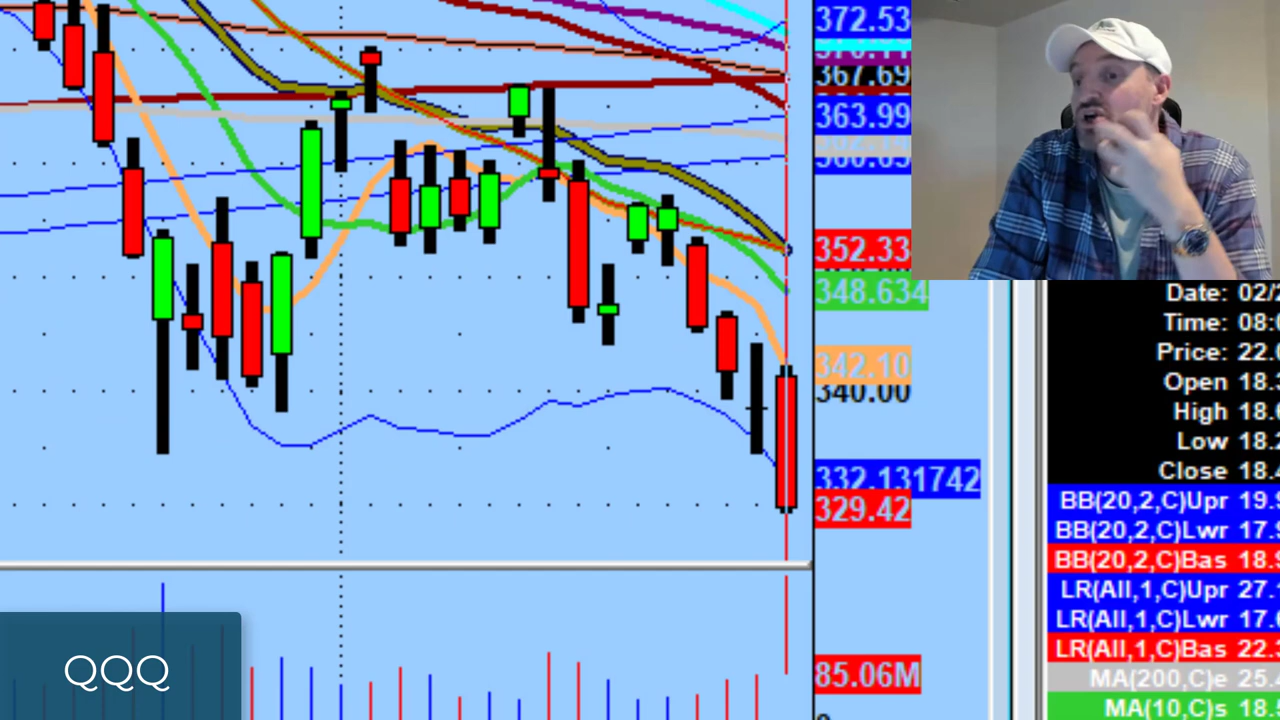 372.53
367.69
363.99
352.33
348.634
342.10
340.00
332.131742
329.42
85.06M
QQQ
Date: 02/2
Time: 08:0
Price: 22.0
Open 18.3
High 18.6
Low 18.2
Close 18.4
BB(20,2,C)Upr 19.
BB(20,2,C)Lwr 17.9
BB(20,2,C)Bas 18.
LR(All,1,C)Upr 27.
LR(All,1,C)Lwr 17.6
LR(All,1,C)Bas 22.3
MA(200,C)e 25.4
MA(10,C)s 18.